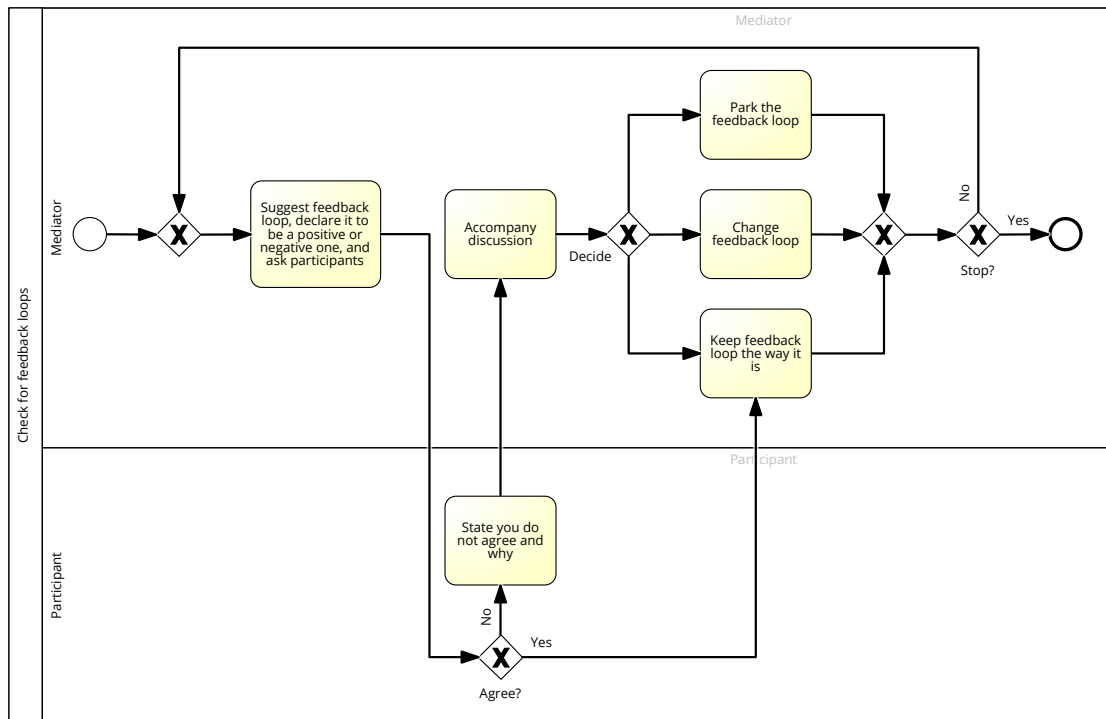 Mediator
Check for feedback loops
Mediator
Suggest feedback
loop, declare it to
be a positive or
negative one, and
ask participants
Accompany
discussion
Decide
Park the
feedback loop
Change
feedback loop
Keep feedback
loop the way it
is
No
Yes
Stop?
Participant
Participant
State you do
not agree and
why
No
Yes
Agree?